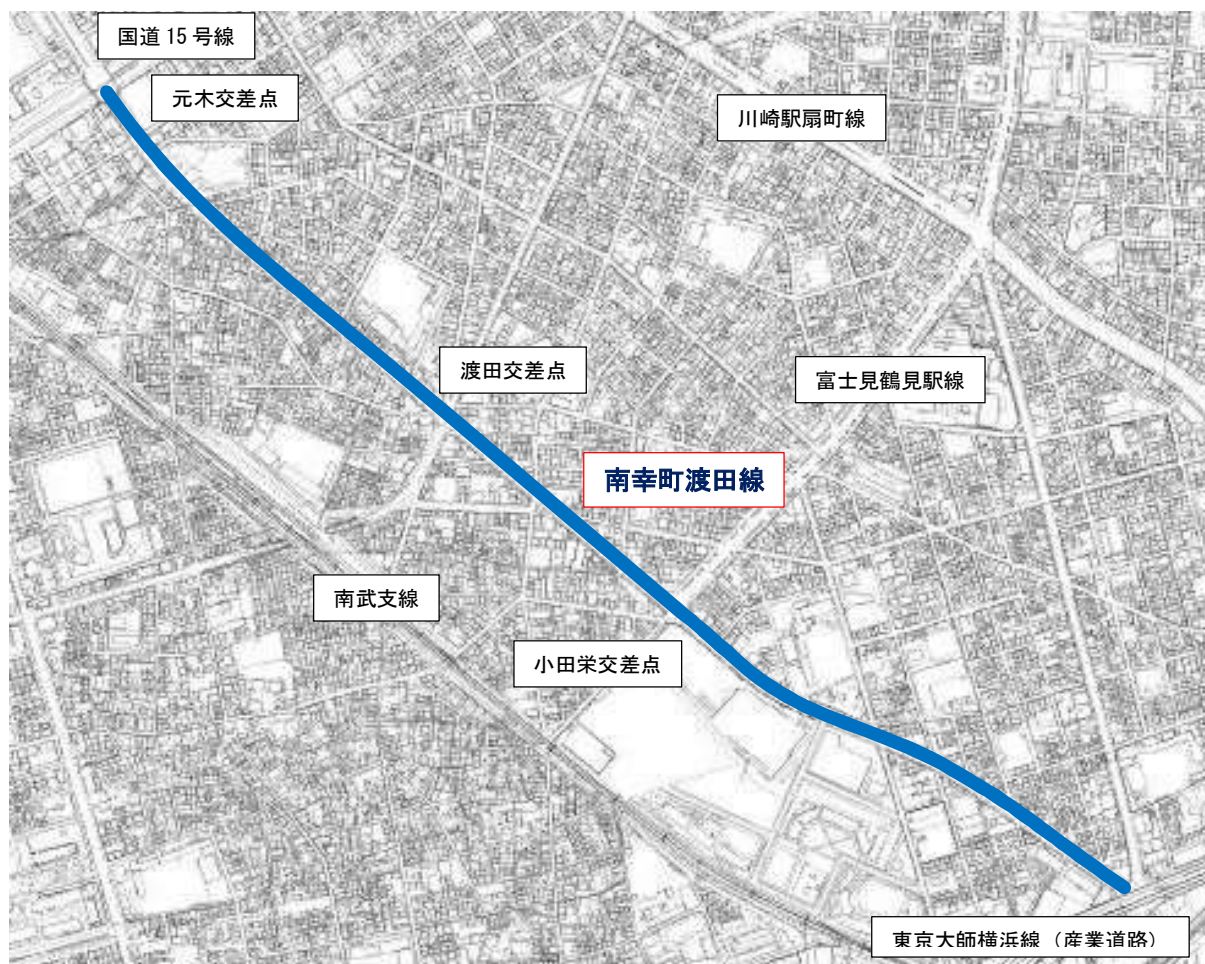 国道15号線
元木交差点
川崎駅扇町線
渡田交差点
富士見鶴見駅線
南幸町渡田線
南武支線
小田栄交差点
東京大師横浜線（産業道路）